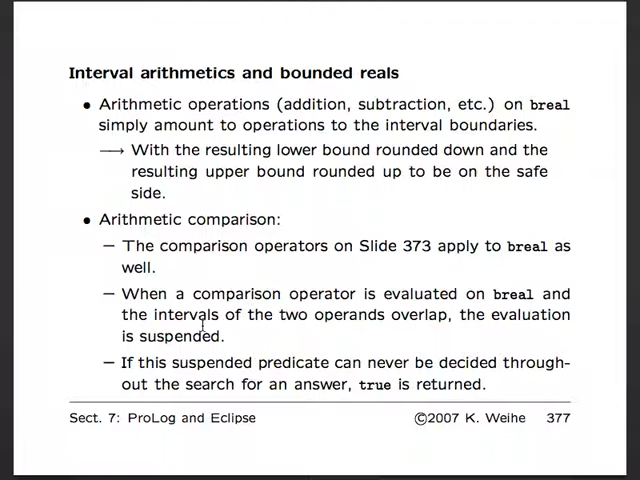 Interval arithmetics and bounded reals
• Arithmetic operations (addition, subtraction, etc.) on breal
simply amount to operations to the interval boundaries.
⟶ With the resulting lower bound rounded down and the
resulting upper bound rounded up to be on the safe
side.
• Arithmetic comparison:
– The comparison operators on Slide 373 apply to breal as
well.
– When a comparison operator is evaluated on breal and
the intervals of the two operands overlap, the evaluation
is suspended.
– If this suspended predicate can never be decided through-
out the search for an answer, true is returned.
Sect. 7: ProLog and Eclipse ©2007 K. Weihe 377